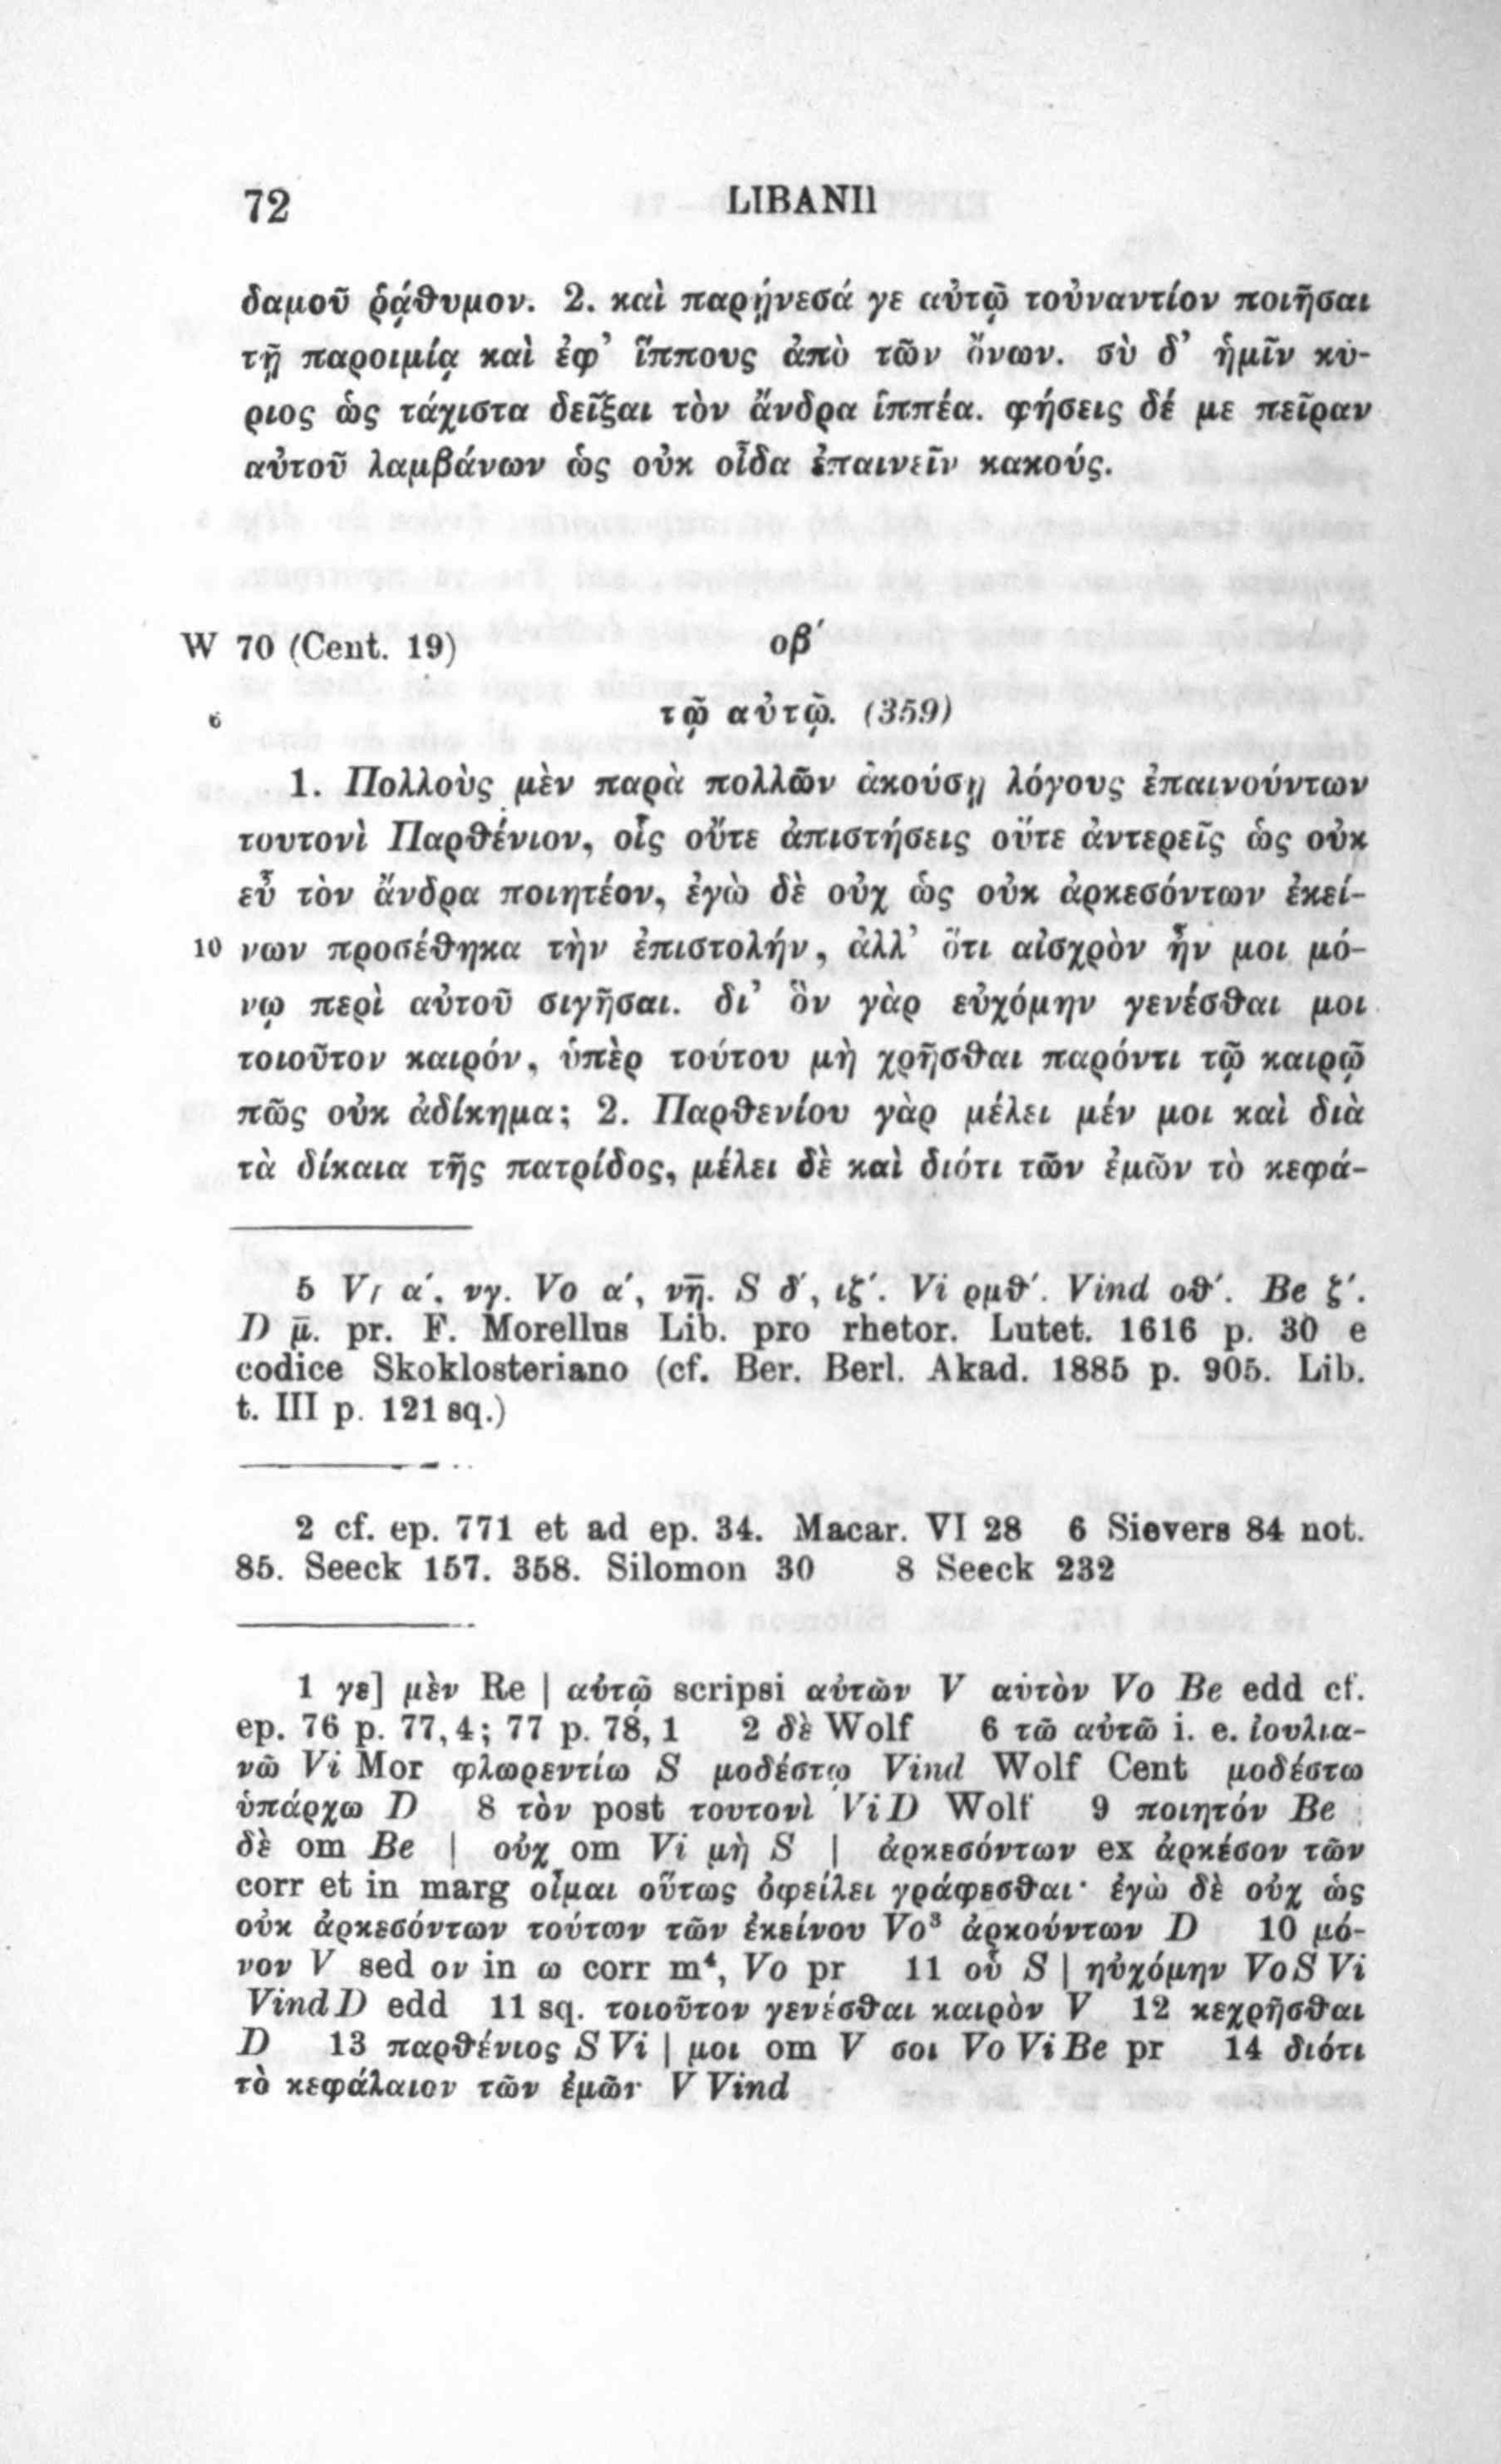 72 LIBANII
δαμοῦ ῥᾴθυμον. 2. καὶ παρῄνεσά γε αὐτῷ τοὐναντίον ποιῆσαι
τῇ παροιμίᾳ καὶ ἐφ’ ἵππους ἀπὸ τῶν ὄνων. σὺ δ’ ἡμῖν κύ-
ριος ὡς τάχιστα δεῖξαι τὸν ἄνδρα ἱππέα. φήσεις δέ με πεῖραν
αὐτοῦ λαμβάνων ὡς οὐκ οἶδα ἐπαινεῖν κακούς.
W 70 (Cent. 19) οβ′
6 τῷ αὐτῷ. (359)
1. Πολλοὺς μὲν παρὰ πολλῶν ἀκούσῃ λόγους ἐπαινούντων
τουτονὶ Παρθένιον, οἷς οὔτε ἀπιστήσεις οὔτε ἀντερεῖς ὡς οὐκ
εὖ τὸν ἄνδρα ποιητέον, ἐγὼ δὲ οὐχ ὡς οὐκ ἀρκεσόντων ἐκεί-
10 νων προσέθηκα τὴν ἐπιστολήν, ἀλλ’ ὅτι αἰσχρὸν ἦν μοι μό-
νῳ περὶ αὐτοῦ σιγῆσαι. δι’ ὃν γὰρ εὐχόμην γενέσθαι μοι
τοιοῦτον καιρόν, ὑπὲρ τούτου μὴ χρῆσθαι παρόντι τῷ καιρῷ
πῶς οὐκ ἀδίκημα; 2. Παρθενίου γὰρ μέλει μέν μοι καὶ διὰ
τὰ δίκαια τῆς πατρίδος, μέλει δὲ καὶ διότι τῶν ἐμῶν τὸ κεφά-
5 V α′, νγ. Vo α′, νη̄. S δ′, ιζ′. Vi ρμθ′. Vind οθ′. Be ζ′.
D μ̄. pr. F. Morellus Lib. pro rhetor. Lutet. 1616 p. 30 e
codice Skoklosteriano (cf. Ber. Berl. Akad. 1885 p. 905. Lib.
t. III p. 121 sq.)
2 cf. ep. 771 et ad ep. 34. Macar. VI 28 6 Sievers 84 not.
85. Seeck 157. 358. Silomon 30 8 Seeck 232
1 γε] μὲν Re | αὐτῷ scripsi αὐτῶν V αὐτὸν Vo Be edd cf.
ep. 76 p. 77,4; 77 p. 78,1 2 δὲ Wolf 6 τῶ αὐτῶ i. e. ἰουλια-
νῶ Vi Mor φλωρεντίω S μοδέστῳ Vind Wolf Cent μοδέστω
ὑπάρχω D 8 τὸν post τουτονὶ Vi D Wolf 9 ποιητόν Be
δὲ om Be | οὐχ om Vi μὴ S | ἀρκεσόντων ex ἀρκέσον τῶν
corr et in marg οἶμαι οὕτως ὀφείλει γράφεσθαι· ἐγὼ δὲ οὐχ ὡς
οὐκ ἀρκεσόντων τούτων τῶν ἐκείνου Vo³ ἀρκούντων D 10 μό-
νον V sed ον in ω corr m⁴, Vo pr 11 οὗ S | ηὐχόμην Vo S Vi
Vind D edd 11 sq. τοιοῦτον γενέσθαι καιρὸν V 12 κεχρῆσθαι
D 13 παρθένιος S Vi | μοι om V σοι Vo Vi Be pr 14 διότι
τὸ κεφάλαιον τῶν ἐμῶν V Vind